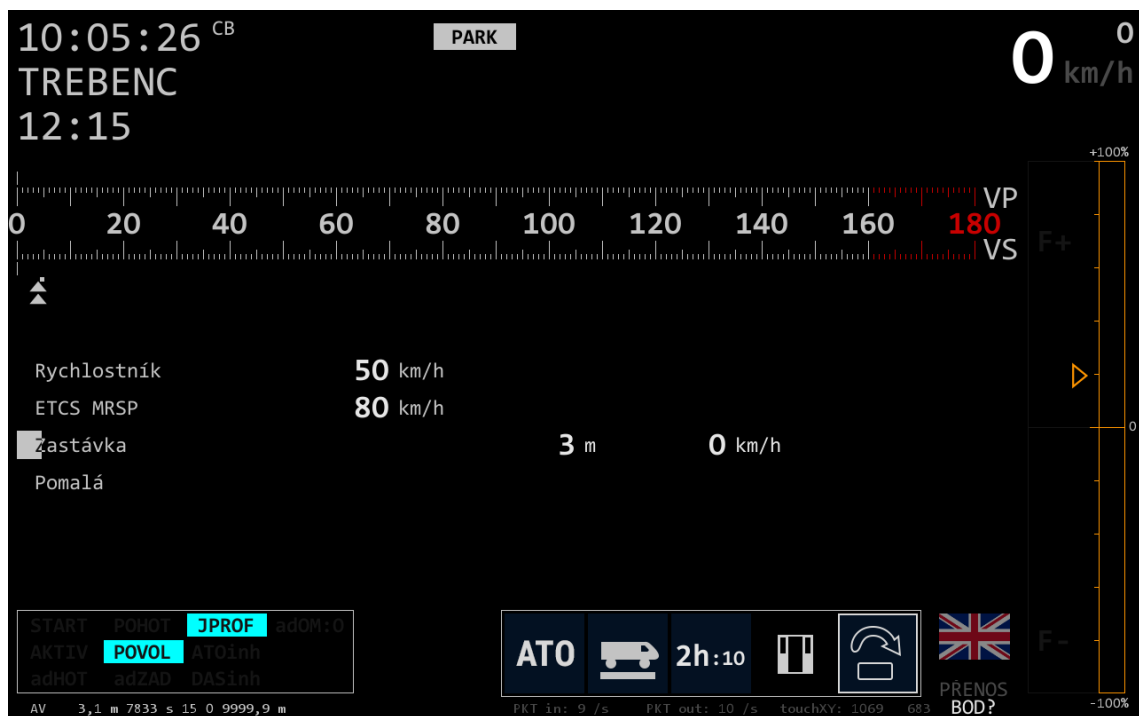 10:05:26 CB
PARK
0
0 km/h
TREBENC
12:15
+100%
VP
0 20 40 60 80 100 120 140 160 180
VS
F+
Rychlostník 50 km/h
ETCS MRSP 80 km/h
Zastávka 3 m 0 km/h
0
Pomalá
START POHOT JPROF adOM:O
AKTIV POVOL ATOinh
adHOT adZAD DASinh
ATO 2h:10
F-
PŘENOS
BOD?
AV 3,1 m 7833 s 15 0 9999,9 m
PKT in: 9 /s PKT out: 10 /s touchXY: 1069 683
-100%